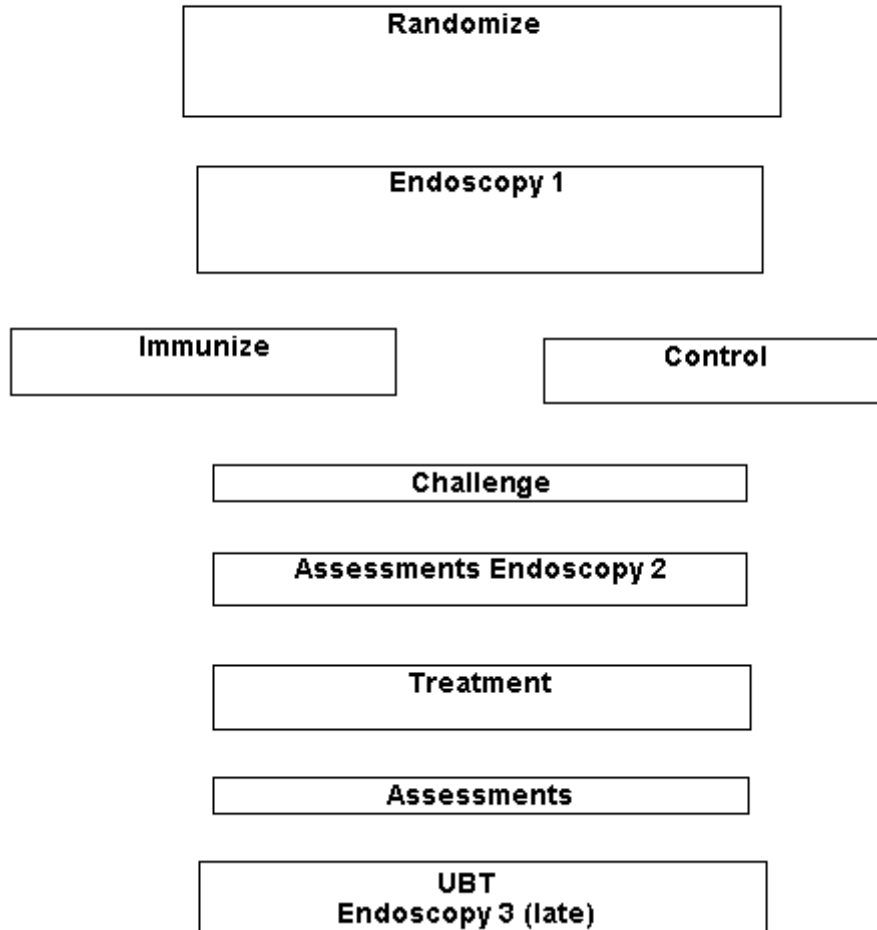 Randomize
Endoscopy 1
Immunize
Control
Challenge
Assessments Endoscopy 2
Treatment
Assessments
UBT
Endoscopy 3 (late)